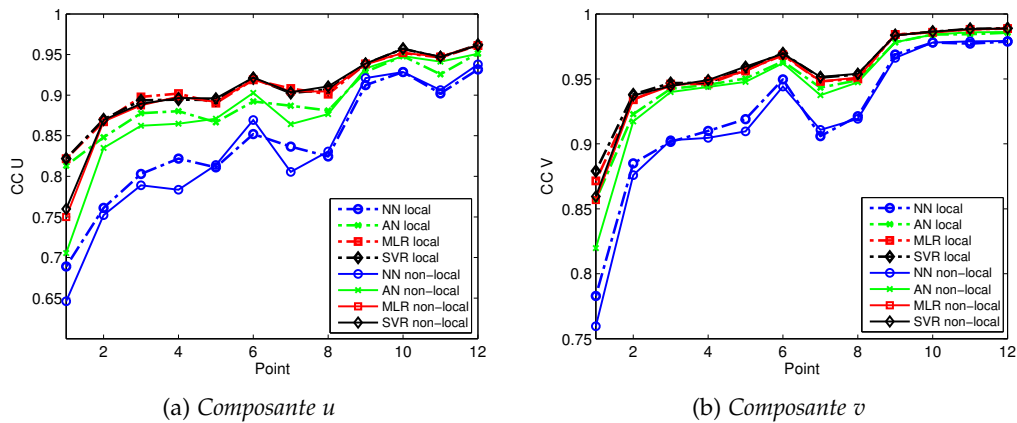 CC U
0.95
0.9
0.85
0.8
0.75
0.7
0.65
2 4 6 8 10 12
Point
NN local
AN local
MLR local
SVR local
NN non-local
AN non-local
MLR non-local
SVR non-local
(a) Composante u
CC V
1
0.95
0.9
0.85
0.8
0.75
2 4 6 8 10 12
Point
NN local
AN local
MLR local
SVR local
NN non-local
AN non-local
MLR non-local
SVR non-local
(b) Composante v